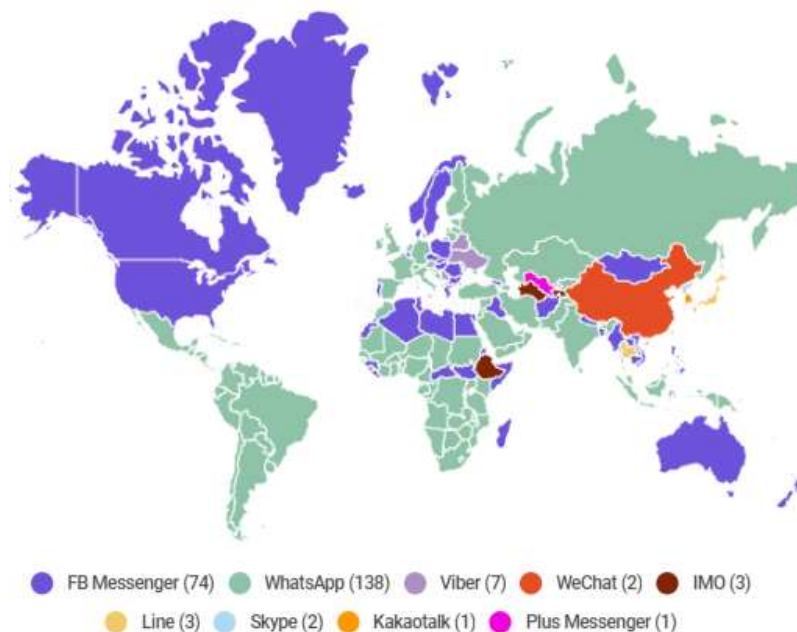 FB Messenger (74) WhatsApp (138) Viber (7) WeChat (2) IMO (3)
Line (3) Skype (2) Kakaotalk (1) Plus Messenger (1)